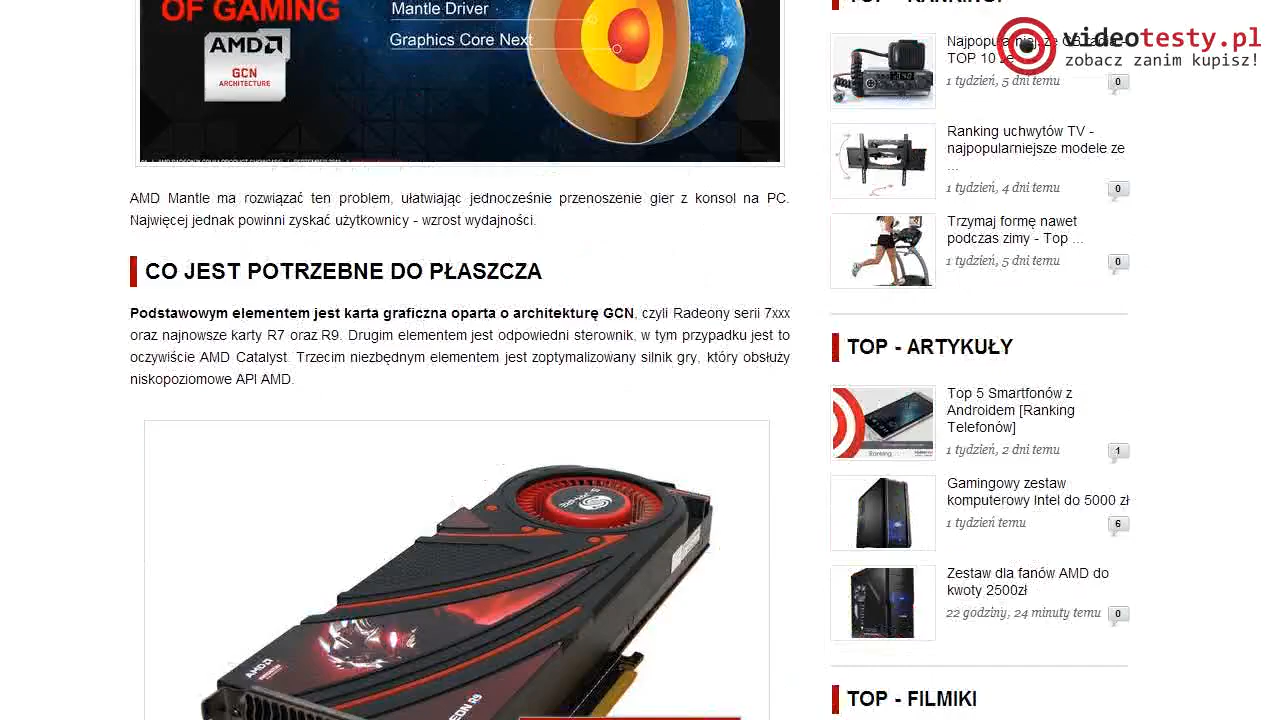 OF GAMING
Mantle Driver
Graphics Core Next
AMD
GCN
ARCHITECTURE
AMD Mantle ma rozwiązać ten problem, ułatwiając jednocześnie przenoszenie gier z konsol na PC.
Najwięcej jednak powinni zyskać użytkownicy - wzrost wydajności.
CO JEST POTRZEBNE DO PŁASZCZA
Podstawowym elementem jest karta graficzna oparta o architekturę GCN, czyli Radeony serii 7xxx
oraz najnowsze karty R7 oraz R9. Drugim elementem jest odpowiedni sterownik, w tym przypadku jest to
oczywiście AMD Catalyst. Trzecim niezbędnym elementem jest zoptymalizowany silnik gry, który obsłuży
niskopoziomowe API AMD.
AMD
R9
videotesty.pl
zobacz zanim kupisz!
TOP 10
1 tydzień, 5 dni temu
0
Ranking uchwytów TV -
najpopularniejsze modele ze
...
1 tydzień, 4 dni temu
0
Trzymaj formę nawet
podczas zimy - Top ...
1 tydzień, 5 dni temu
0
TOP - ARTYKUŁY
Top 5 Smartfonów z
Androidem [Ranking
Telefonów]
1 tydzień, 2 dni temu
1
Ranking
Gamingowy zestaw
komputerowy Intel do 5000 zł
1 tydzień temu
6
Zestaw dla fanów AMD do
kwoty 2500zł
22 godziny, 24 minuty temu
0
TOP - FILMIKI